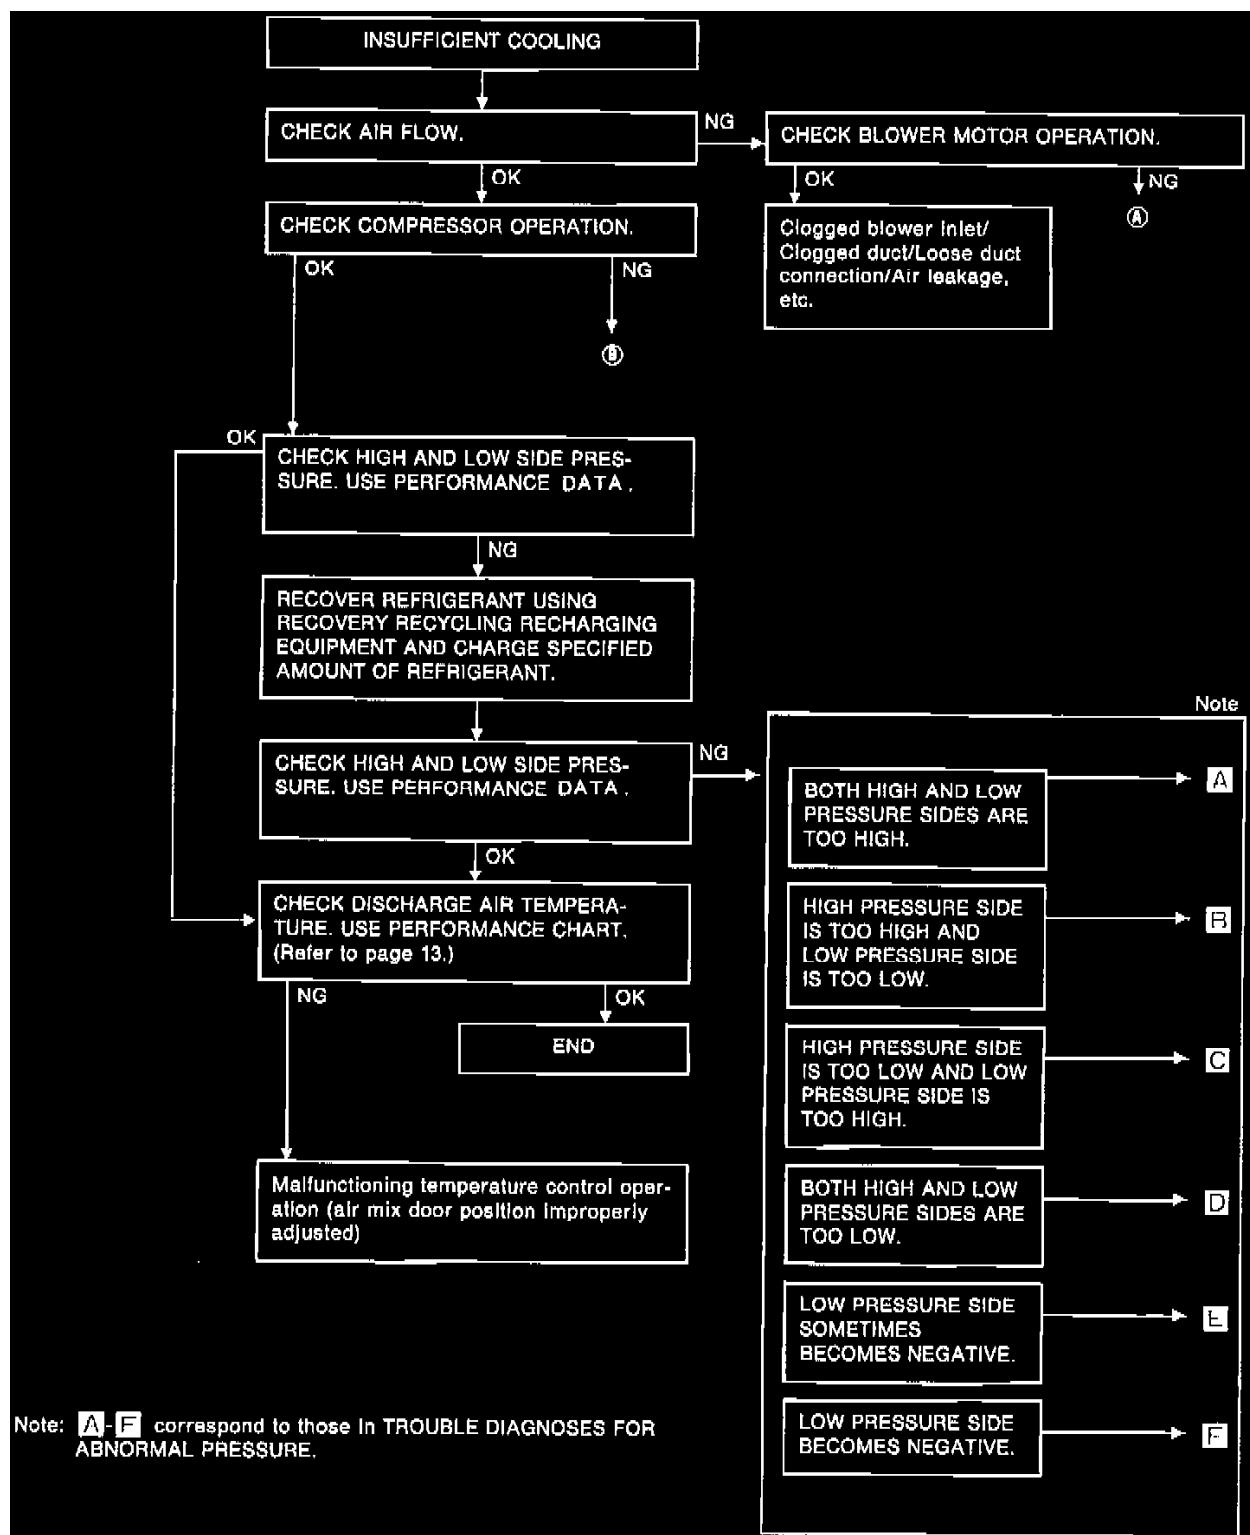 INSUFFICIENT COOLING
CHECK AIR FLOW.
NG
CHECK BLOWER MOTOR OPERATION.
OK
OK
NG
Ⓐ
CHECK COMPRESSOR OPERATION.
Clogged blower inlet/
Clogged duct/Loose duct
connection/Air leakage,
etc.
OK
NG
Ⓑ
OK
CHECK HIGH AND LOW SIDE PRES-
SURE. USE PERFORMANCE DATA.
NG
RECOVER REFRIGERANT USING
RECOVERY RECYCLING RECHARGING
EQUIPMENT AND CHARGE SPECIFIED
AMOUNT OF REFRIGERANT.
CHECK HIGH AND LOW SIDE PRES-
SURE. USE PERFORMANCE DATA.
NG
OK
CHECK DISCHARGE AIR TEMPERA-
TURE. USE PERFORMANCE CHART.
(Refer to page 13.)
NG
OK
END
Malfunctioning temperature control oper-
ation (air mix door position improperly
adjusted)
Note
BOTH HIGH AND LOW
PRESSURE SIDES ARE
TOO HIGH.
A
HIGH PRESSURE SIDE
IS TOO HIGH AND
LOW PRESSURE SIDE
IS TOO LOW.
B
HIGH PRESSURE SIDE
IS TOO LOW AND LOW
PRESSURE SIDE IS
TOO HIGH.
C
BOTH HIGH AND LOW
PRESSURE SIDES ARE
TOO LOW.
D
LOW PRESSURE SIDE
SOMETIMES
BECOMES NEGATIVE.
E
LOW PRESSURE SIDE
BECOMES NEGATIVE.
F
Note: A-F correspond to those in TROUBLE DIAGNOSES FOR
ABNORMAL PRESSURE.